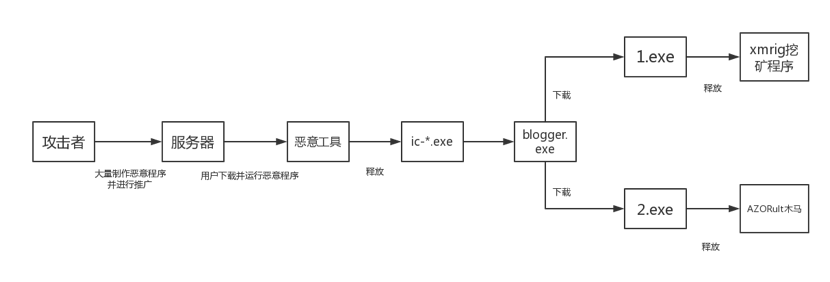 1.exe
xmrig挖
矿程序
释放
下载
攻击者
服务器
恶意工具
ic-*.exe
blogger.
exe
大量制作恶意程序
并进行推广
用户下载并运行恶意程序
释放
下载
2.exe
AZORult木马
释放